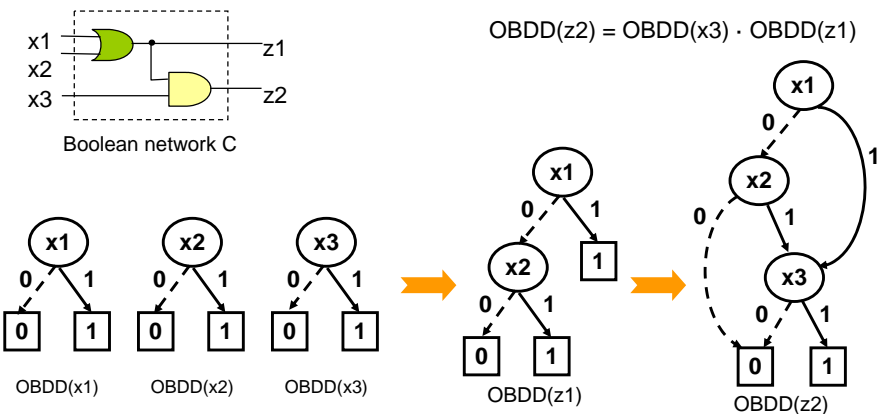 OBDD(z2) = OBDD(x3) · OBDD(z1)
x1
x2
x3
z1
z2
Boolean network C
x1
0
1
0
1
OBDD(x1)
x2
0
1
0
1
OBDD(x2)
x3
0
1
0
1
OBDD(x3)
x1
0
1
x2
1
0
1
0
1
OBDD(z1)
x1
0
1
x2
0
1
x3
0
1
0
1
OBDD(z2)